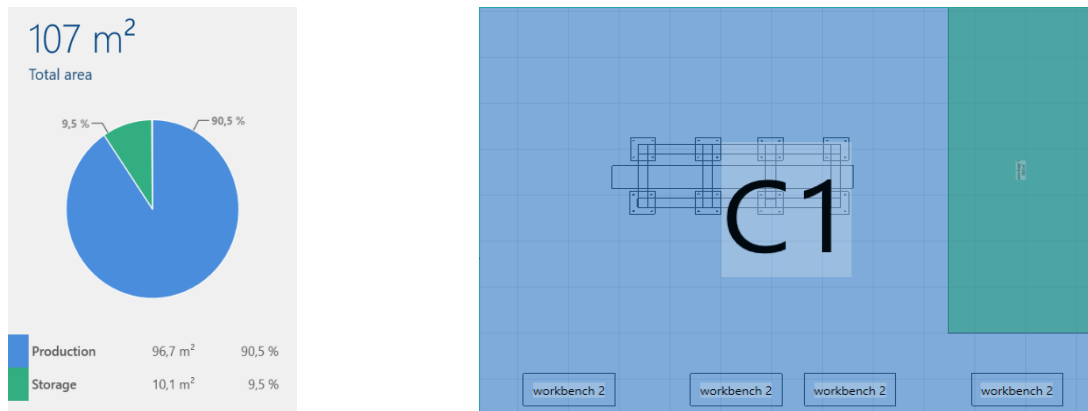 107 m²
Total area
9,5 %
90,5 %
Production 96,7 m² 90,5 %
Storage 10,1 m² 9,5 %
C1
workbench 2 workbench 2 workbench 2 workbench 2